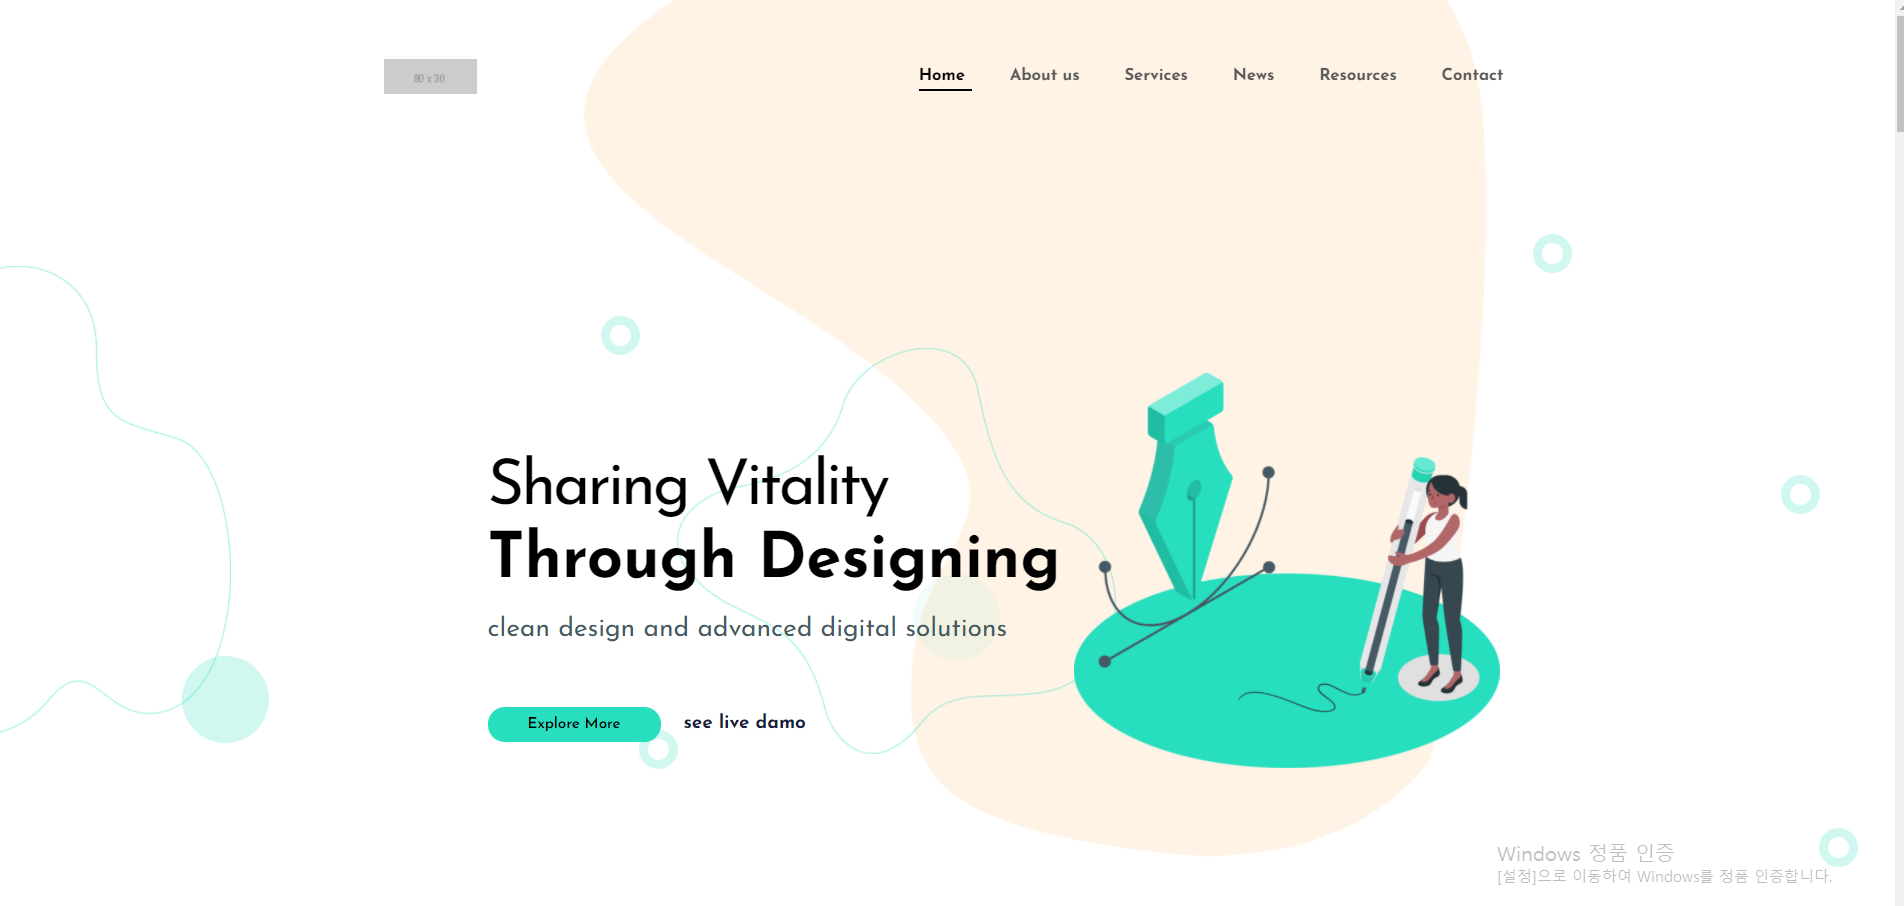 80 x 30
Home About us Services News Resources Contact
Sharing Vitality
Through Designing
clean design and advanced digital solutions
Explore More see live damo
Windows 정품 인증
[설정]으로 이동하여 Windows를 정품 인증합니다.